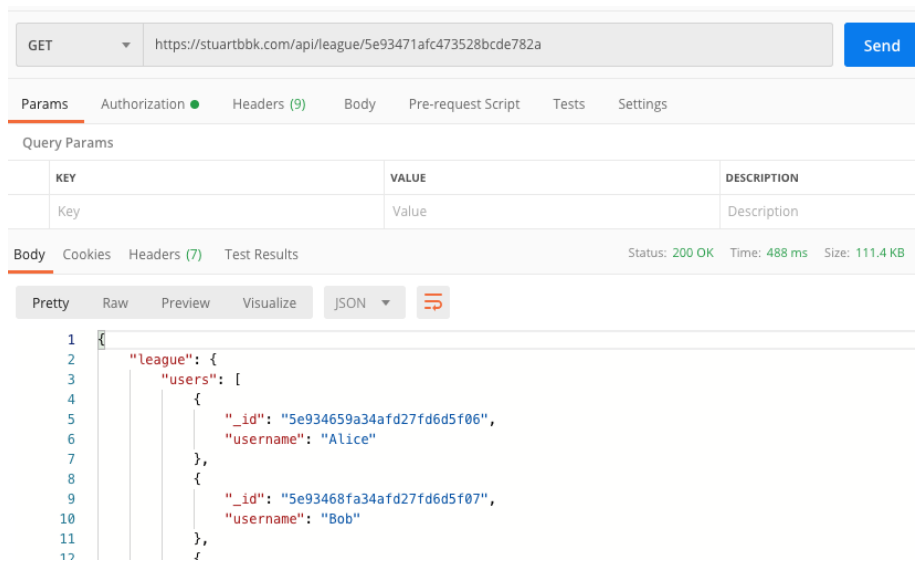 GET https://stuartbbk.com/api/league/5e93471afc473528bcde782a Send
Params Authorization Headers (9) Body Pre-request Script Tests Settings
Query Params
KEY VALUE DESCRIPTION
Key Value Description
Body Cookies Headers (7) Test Results Status: 200 OK Time: 488 ms Size: 111.4 KB
Pretty Raw Preview Visualize JSON
1 {
2 "league": {
3 "users": [
4 {
5 "_id": "5e934659a34afd27fd6d5f06",
6 "username": "Alice"
7 },
8 {
9 "_id": "5e93468fa34afd27fd6d5f07",
10 "username": "Bob"
11 },
12 {